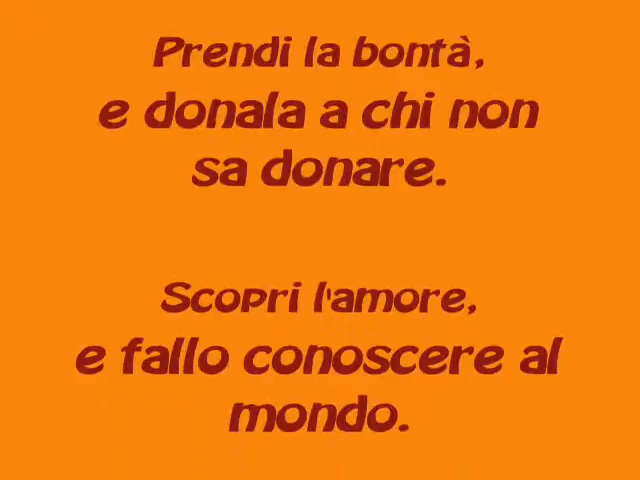 Prendi la bontà,
e donala a chi non
sa donare.
Scopri l'amore,
e fallo conoscere al
mondo.